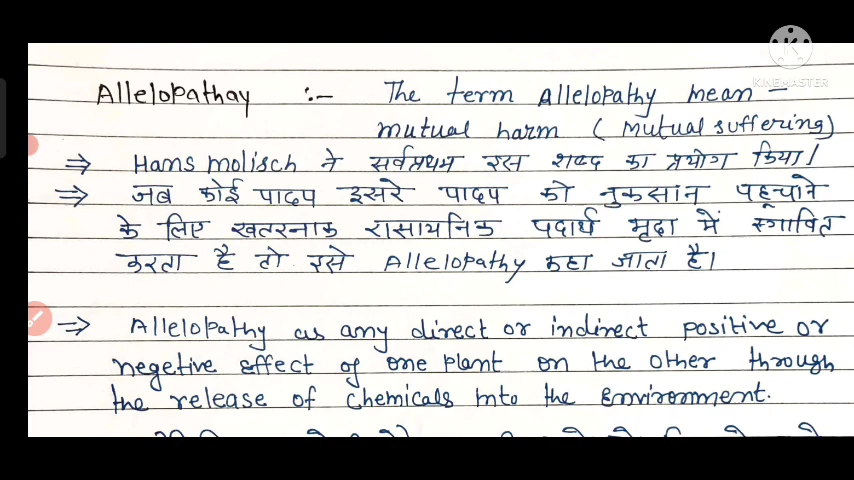 KINEMASTER
Allelopathay :- The term Allelopathy mean -
mutual harm ( Mutual suffering)
⇒ Hans molisch ने सर्वप्रथम इस शब्द का प्रयोग किया।
⇒ जब कोई पादप दूसरे पादप को नुकसान पहूचाने
के लिए खतरनाक रासायनिक पदार्थ मृदा में स्त्रावित
करता है तो इसे Allelopathy कहा जाता है।
⇒ Allelopathy as any direct or indirect positive or
negetive effect of one plant on the other through
the release of chemicals into the environment.